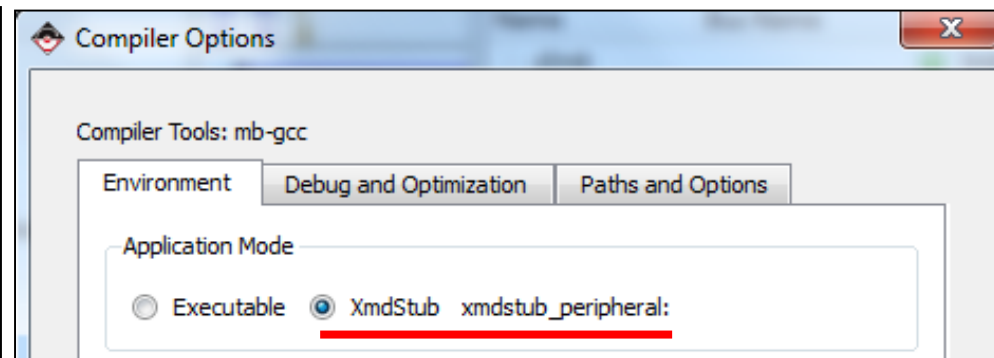 Compiler Options
Compiler Tools: mb-gcc
Environment Debug and Optimization Paths and Options
Application Mode
Executable XmdStub xmdstub_peripheral: